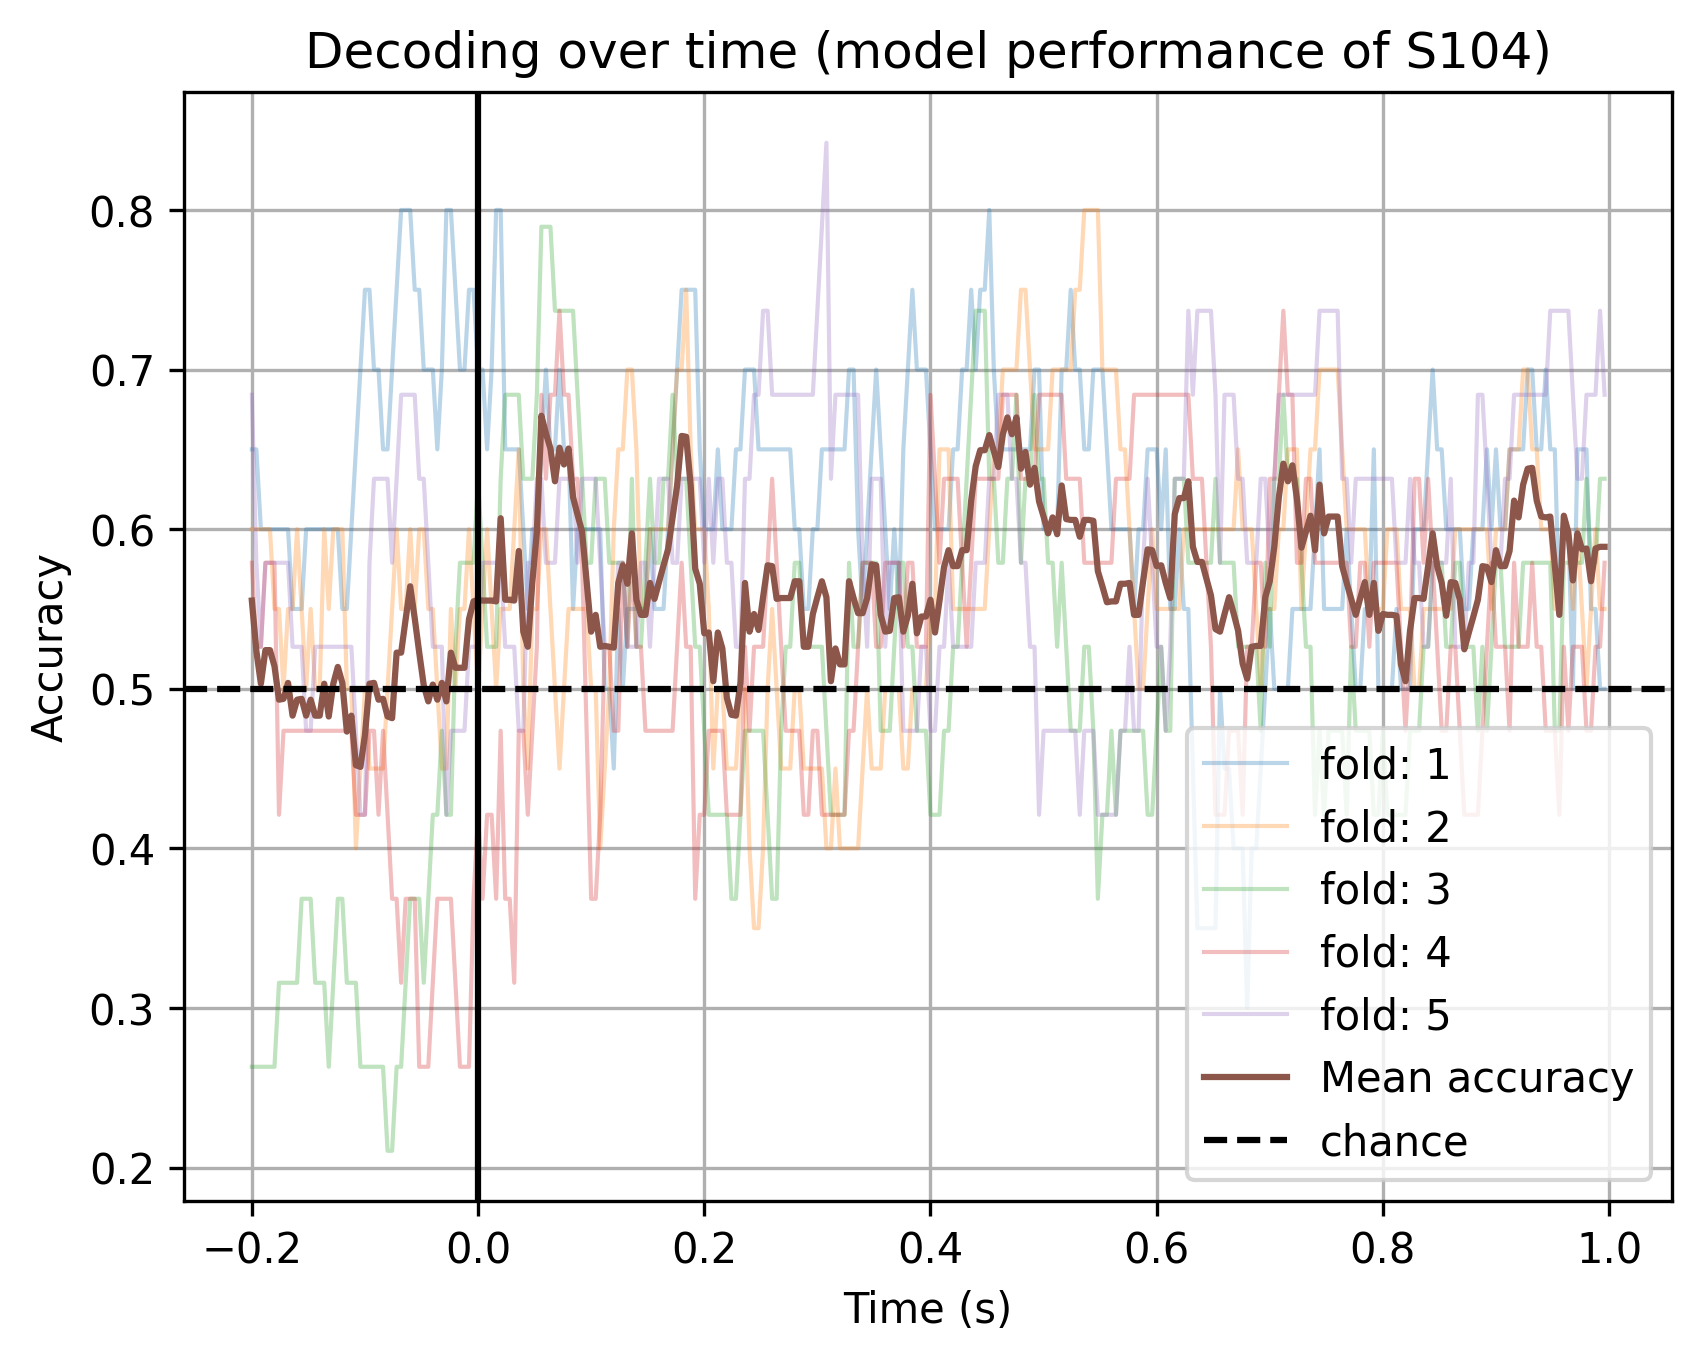 Decoding over time (model performance of S104)
Accuracy
0.8
0.7
0.6
0.5
0.4
0.3
0.2
−0.2 0.0 0.2 0.4 0.6 0.8 1.0
Time (s)
fold: 1
fold: 2
fold: 3
fold: 4
fold: 5
Mean accuracy
chance